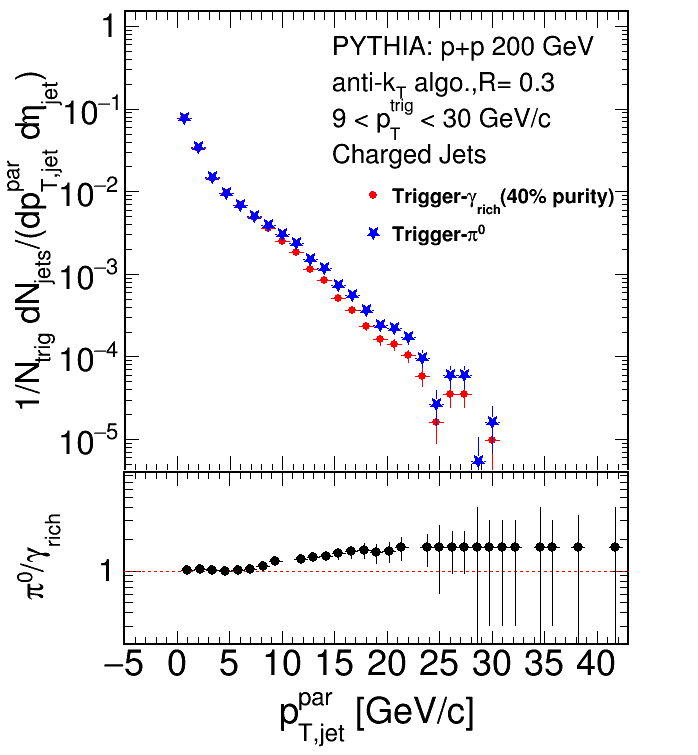 PYTHIA: p+p 200 GeV
anti-k_T algo.,R= 0.3
9 < p_T^trig < 30 GeV/c
Charged Jets
Trigger-γ_rich(40% purity)
Trigger-π^0
1/N_trig dN_jets/(dp_T,jet^par dη_jet)
1
10^−1
10^−2
10^−3
10^−4
10^−5
π^0/γ_rich
1
−5 0 5 10 15 20 25 30 35 40
p_T,jet^par [GeV/c]